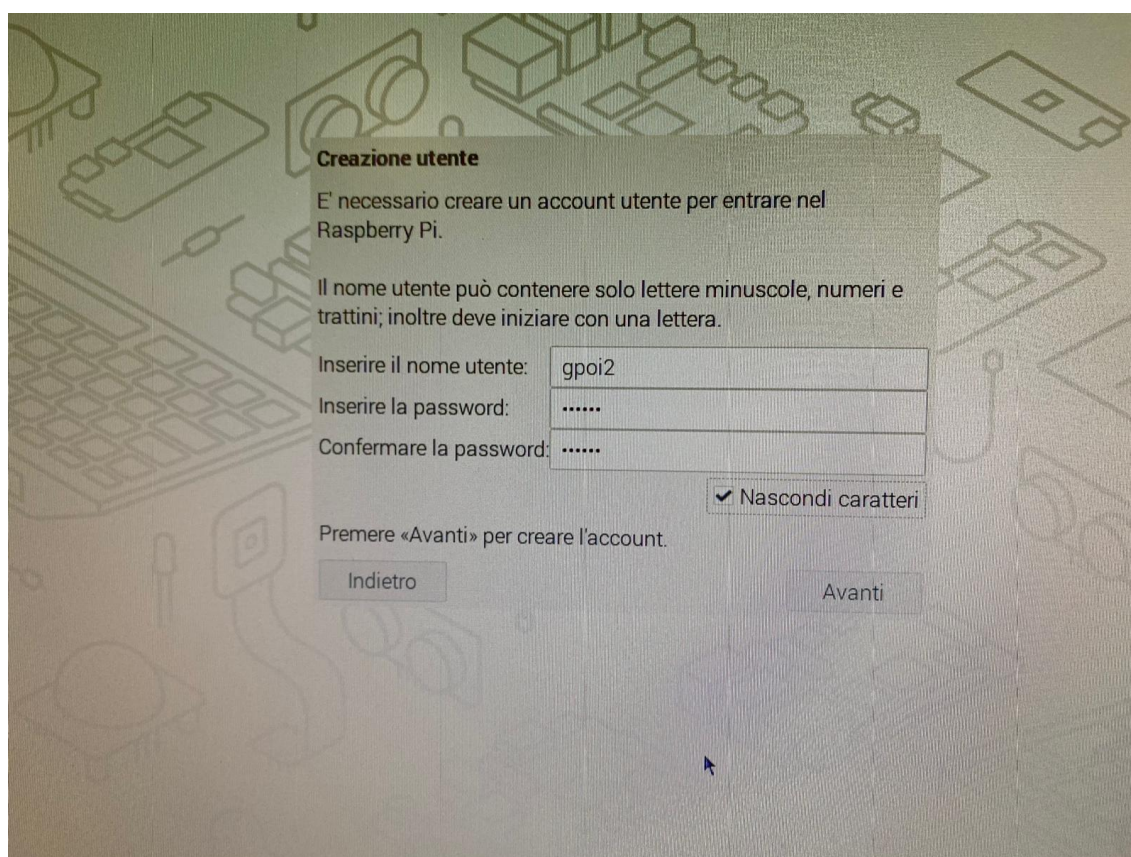 Creazione utente
E' necessario creare un account utente per entrare nel
Raspberry Pi.
Il nome utente può contenere solo lettere minuscole, numeri e
trattini; inoltre deve iniziare con una lettera.
Inserire il nome utente: gpoi2
Inserire la password: ••••••
Confermare la password: ••••••
Nascondi caratteri
Premere «Avanti» per creare l'account.
Indietro Avanti